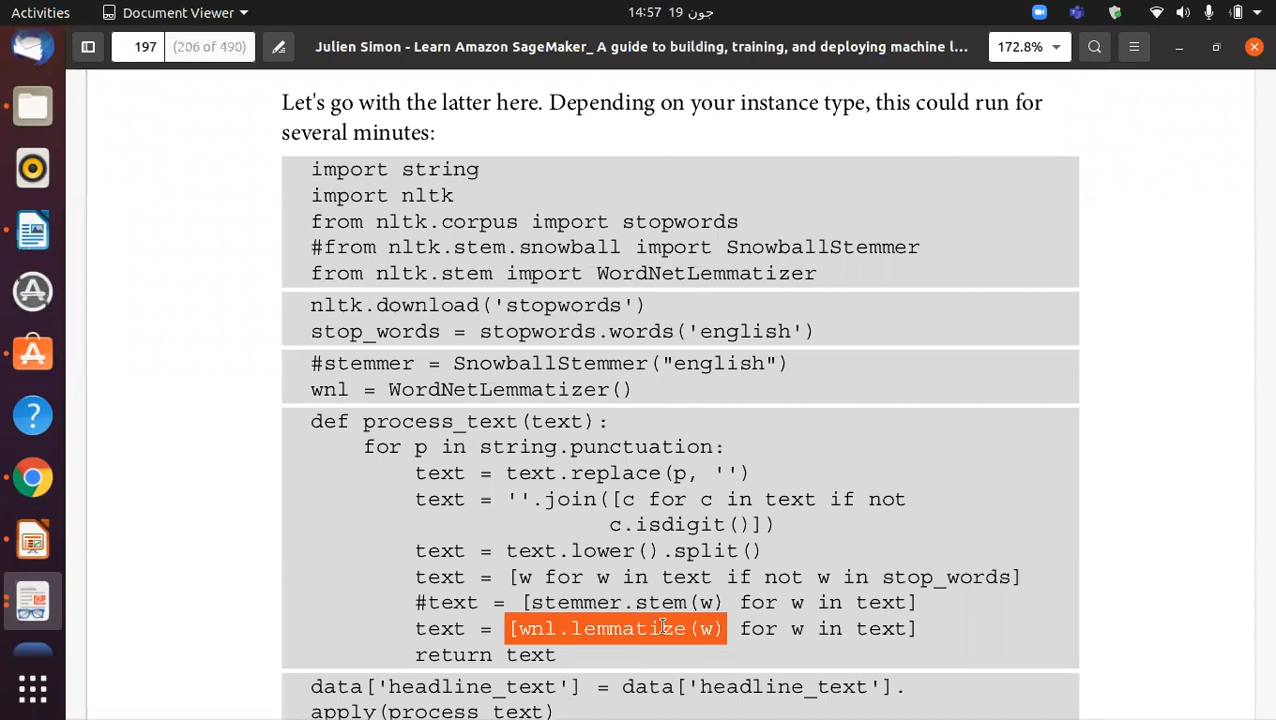 Activities
Document Viewer
14:57 19 جون
197
(206 of 490)
Julien Simon - Learn Amazon SageMaker_ A guide to building, training, and deploying machine l...
172.8%
Let's go with the latter here. Depending on your instance type, this could run for
several minutes:
import string
import nltk
from nltk.corpus import stopwords
#from nltk.stem.snowball import SnowballStemmer
from nltk.stem import WordNetLemmatizer
nltk.download('stopwords')
stop_words = stopwords.words('english')
#stemmer = SnowballStemmer("english")
wnl = WordNetLemmatizer()
def process_text(text):
for p in string.punctuation:
text = text.replace(p, '')
text = ''.join([c for c in text if not
c.isdigit()])
text = text.lower().split()
text = [w for w in text if not w in stop_words]
#text = [stemmer.stem(w) for w in text]
text = [wnl.lemmatize(w) for w in text]
return text
data['headline_text'] = data['headline_text'].
apply(process_text)